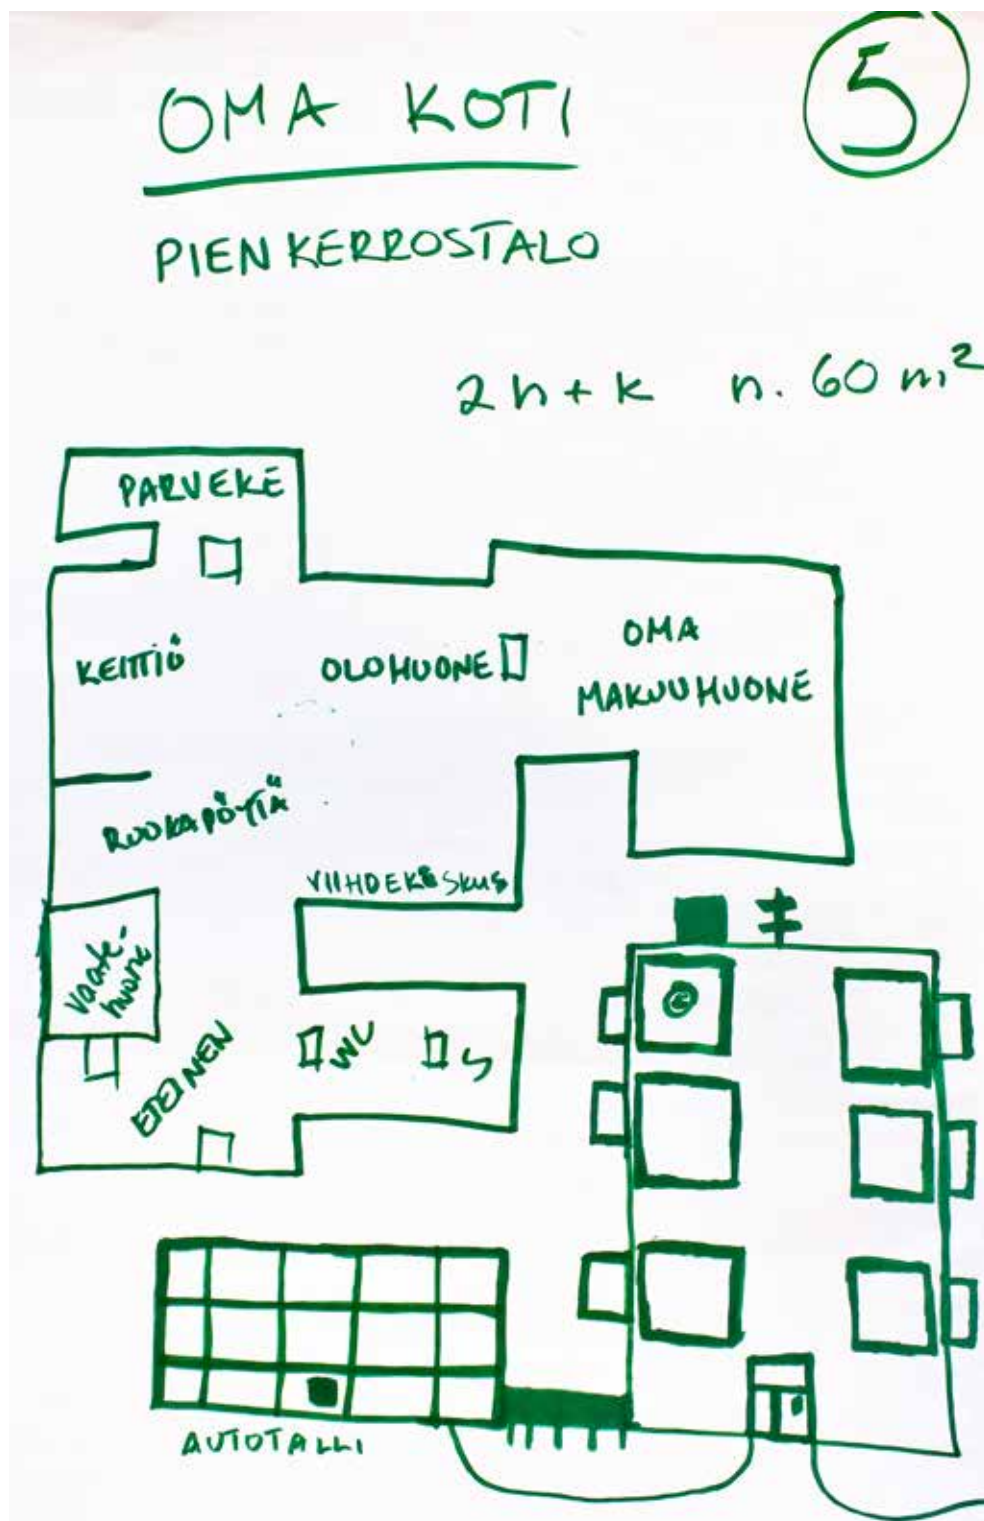 5
OMA KOTI
PIENKERROSTALO
2h+k n. 60 m²
PARVEKE
KEITTIÖ
OLOHUONE
OMA
MAKUUHUONE
RUOKAPÖYTÄ
VIIHDEKESKUS
Vaate-
huone
ETEINEN
WC
S
AUTOTALLI